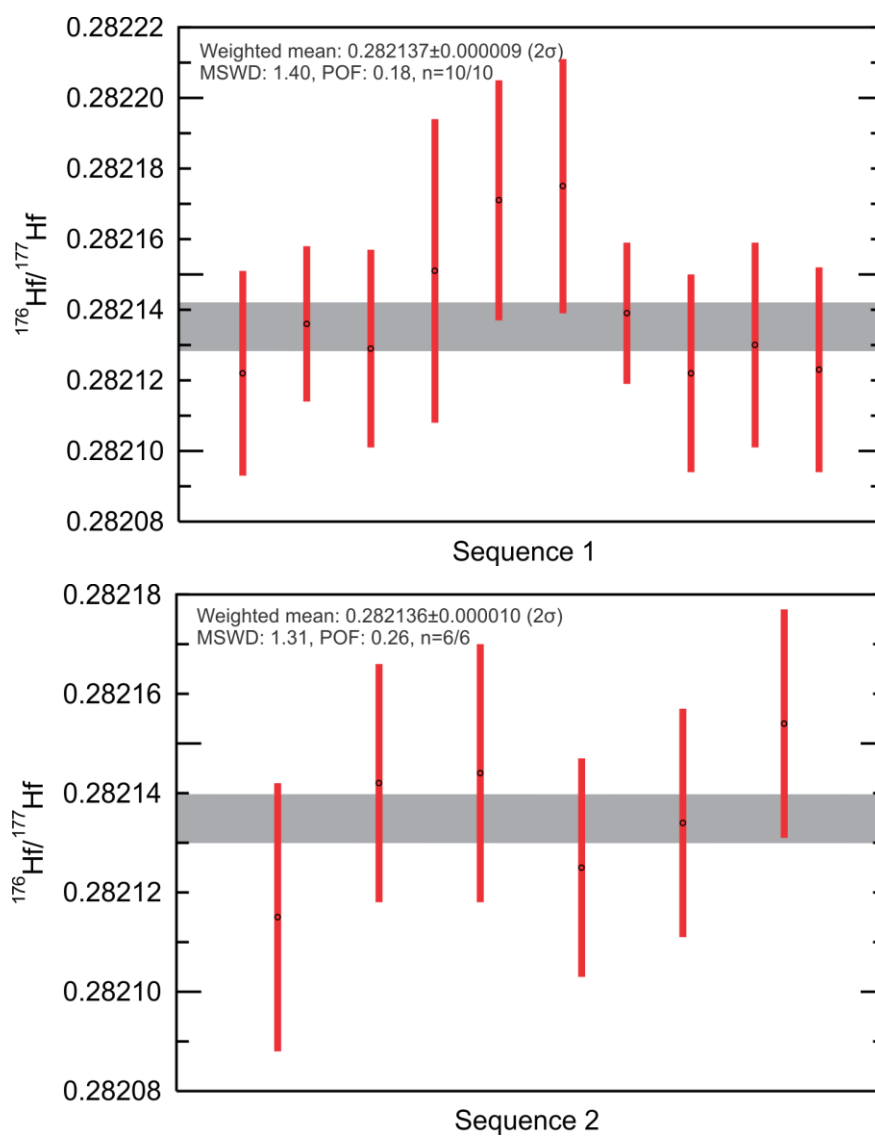 0.28222
Weighted mean: 0.282137±0.000009 (2σ)
MSWD: 1.40, POF: 0.18, n=10/10
0.28220
0.28218
0.28216
0.28214
0.28212
0.28210
0.28208
176Hf/177Hf
Sequence 1
0.28218
Weighted mean: 0.282136±0.000010 (2σ)
MSWD: 1.31, POF: 0.26, n=6/6
0.28216
0.28214
0.28212
0.28210
0.28208
176Hf/177Hf
Sequence 2